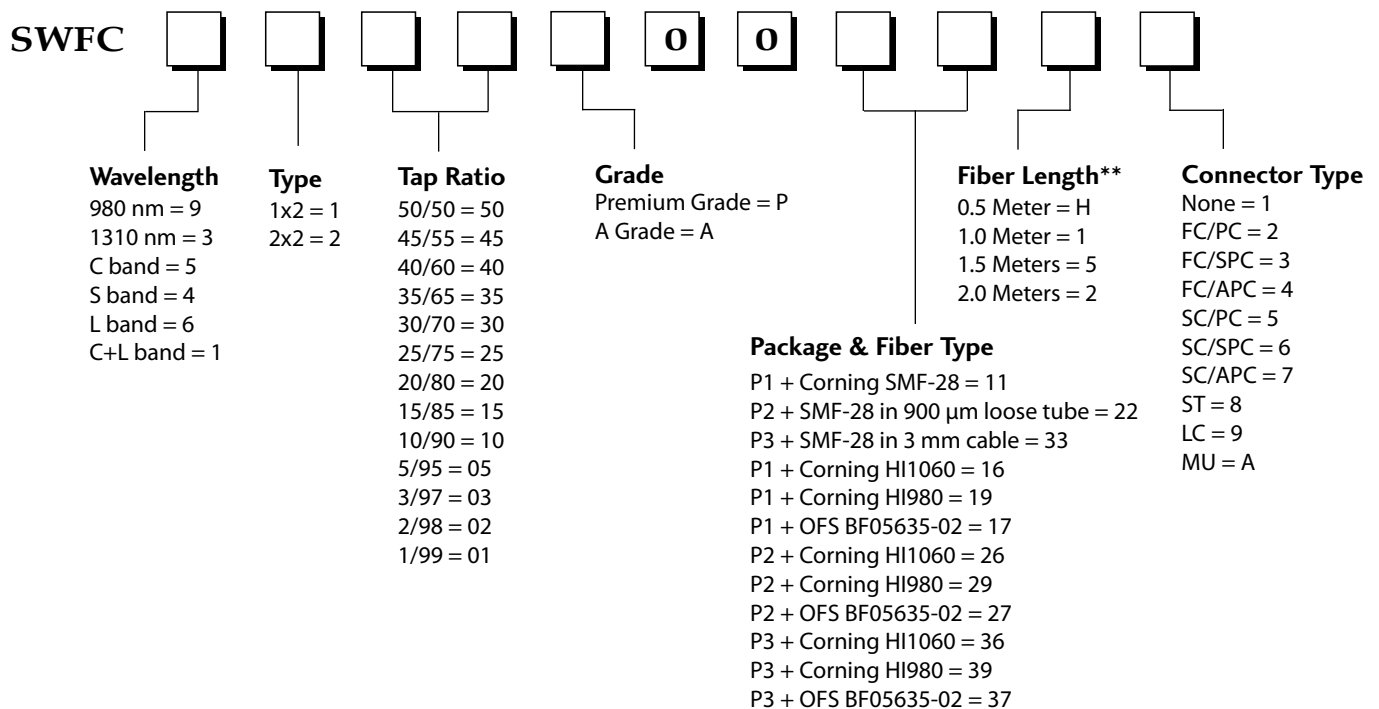 SWFC 0 0
Wavelength
980 nm = 9
1310 nm = 3
C band = 5
S band = 4
L band = 6
C+L band = 1
Type
1x2 = 1
2x2 = 2
Tap Ratio
50/50 = 50
45/55 = 45
40/60 = 40
35/65 = 35
30/70 = 30
25/75 = 25
20/80 = 20
15/85 = 15
10/90 = 10
5/95 = 05
3/97 = 03
2/98 = 02
1/99 = 01
Grade
Premium Grade = P
A Grade = A
Package & Fiber Type
P1 + Corning SMF-28 = 11
P2 + SMF-28 in 900 μm loose tube = 22
P3 + SMF-28 in 3 mm cable = 33
P1 + Corning HI1060 = 16
P1 + Corning HI980 = 19
P1 + OFS BF05635-02 = 17
P2 + Corning HI1060 = 26
P2 + Corning HI980 = 29
P2 + OFS BF05635-02 = 27
P3 + Corning HI1060 = 36
P3 + Corning HI980 = 39
P3 + OFS BF05635-02 = 37
Fiber Length**
0.5 Meter = H
1.0 Meter = 1
1.5 Meters = 5
2.0 Meters = 2
Connector Type
None = 1
FC/PC = 2
FC/SPC = 3
FC/APC = 4
SC/PC = 5
SC/SPC = 6
SC/APC = 7
ST = 8
LC = 9
MU = A